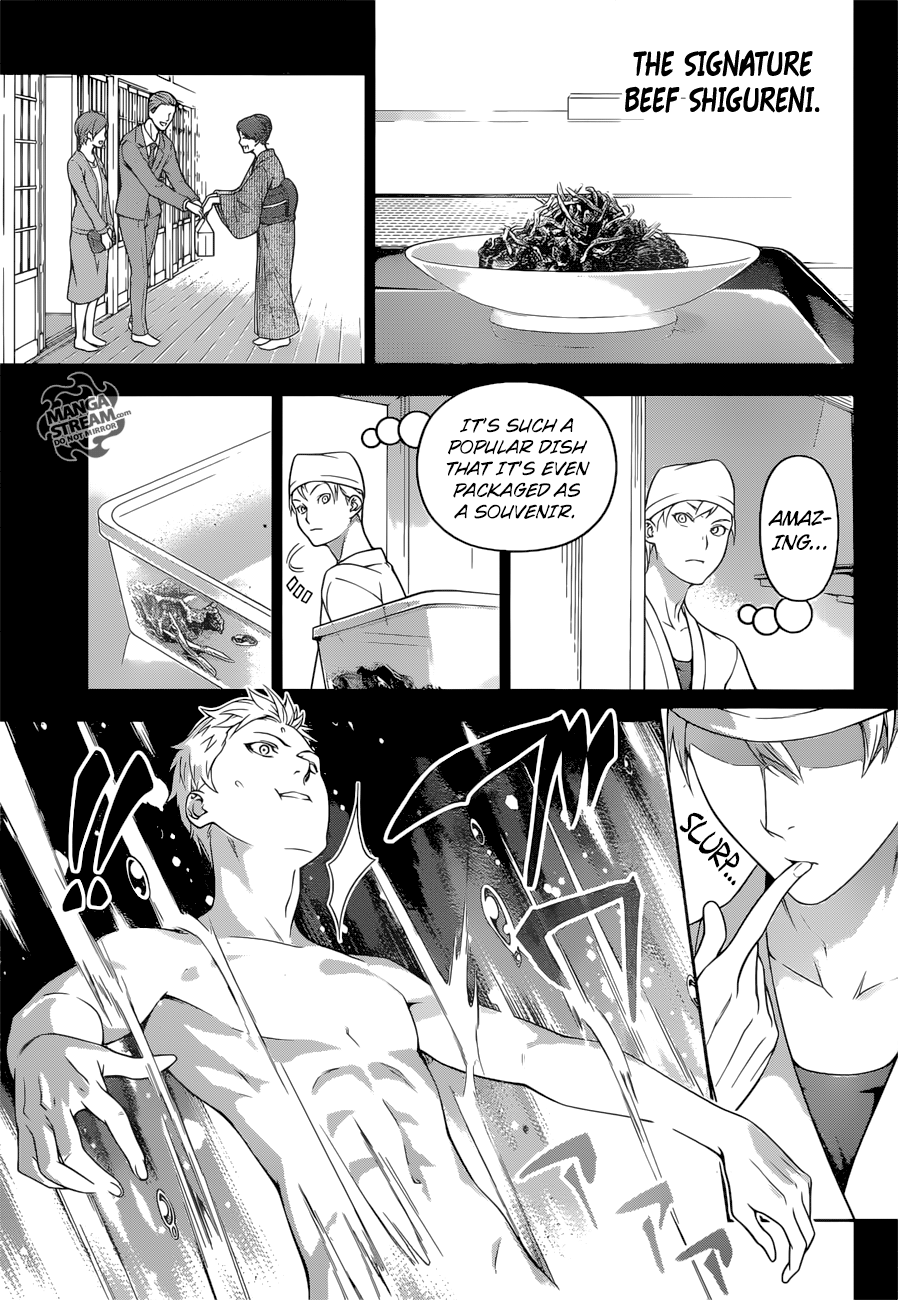 THE SIGNATURE
BEEF SHIGURENI.
AMAZ-
ING...
IT'S SUCH A
POPULAR DISH
THAT IT'S EVEN
PACKAGED AS
A SOUVENIR.
MANGA
STREAM.com
DO NOT MIRROR
SLURP...
!!